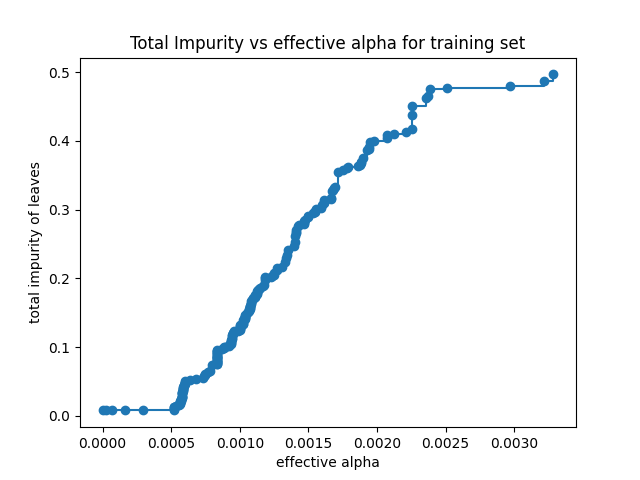 Total Impurity vs effective alpha for training set
total impurity of leaves
0.5
0.4
0.3
0.2
0.1
0.0
0.0000 0.0005 0.0010 0.0015 0.0020 0.0025 0.0030
effective alpha